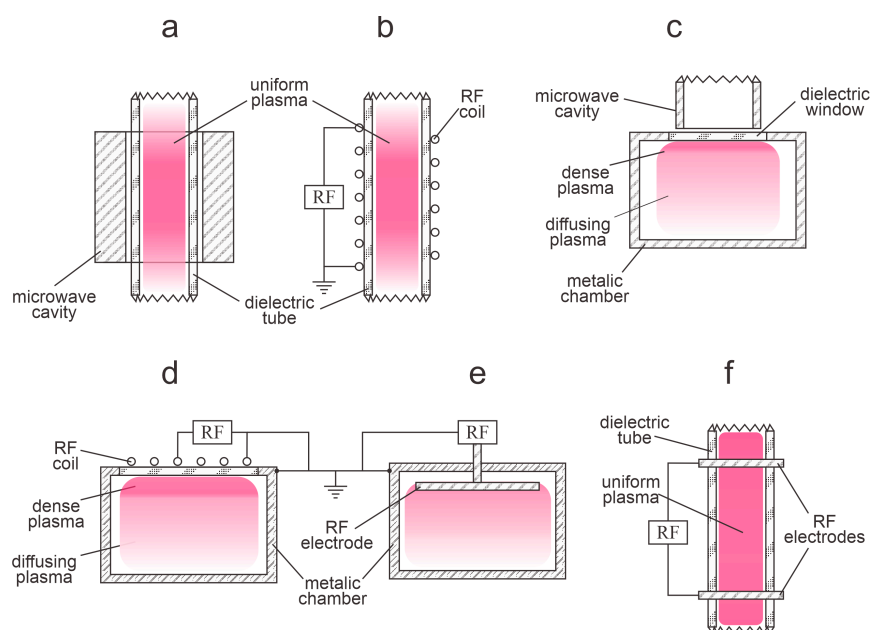 a
b
c
uniform
plasma
RF
coil
microwave
cavity
dielectric
window
RF
dense
plasma
diffusing
plasma
metalic
chamber
microwave
cavity
dielectric
tube
d
e
f
RF
coil
RF
RF
dielectric
tube
dense
plasma
uniform
plasma
RF
electrode
RF
RF
electrodes
diffusing
plasma
metalic
chamber